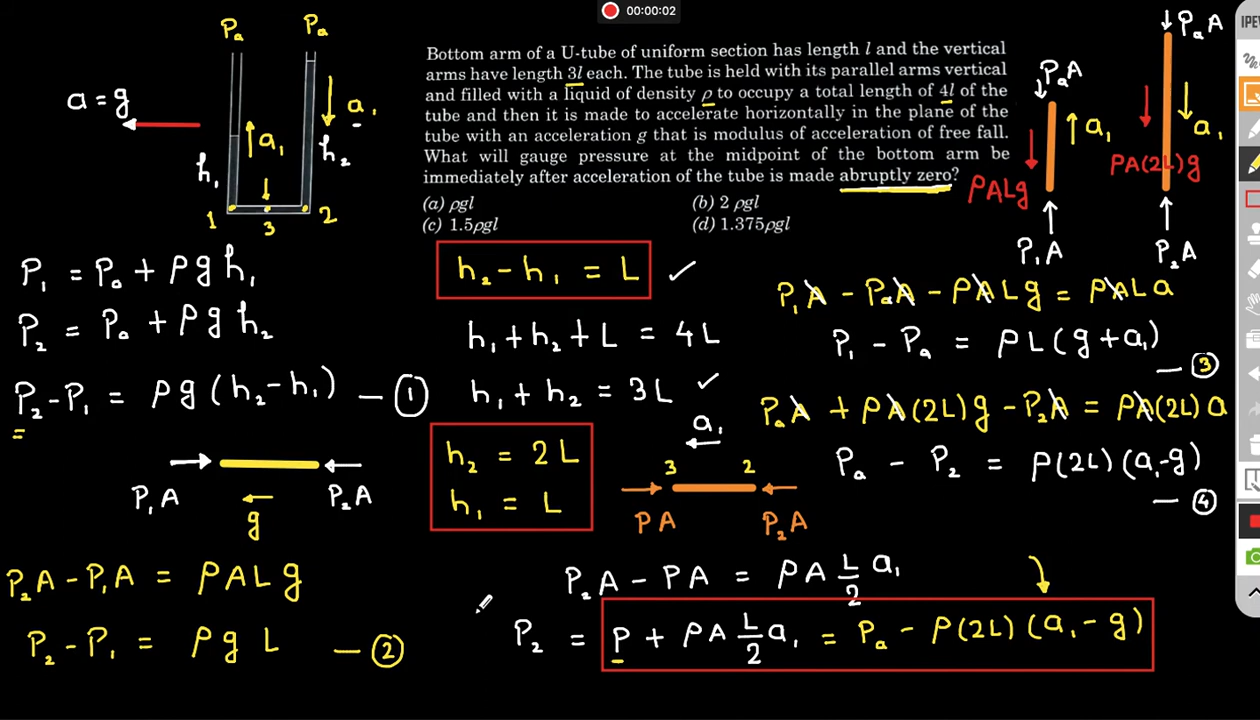 00:00:02
Pₐ Pₐ
a = g
a₁
a₁
h₁
h₂
1 3 2
Bottom arm of a U-tube of uniform section has length l and the vertical
arms have length 3l each. The tube is held with its parallel arms vertical
and filled with a liquid of density ρ to occupy a total length of 4l of the
tube and then it is made to accelerate horizontally in the plane of the
tube with an acceleration g that is modulus of acceleration of free fall.
What will gauge pressure at the midpoint of the bottom arm be
immediately after acceleration of the tube is made abruptly zero?
(a) ρgl (b) 2 ρgl
(c) 1.5ρgl (d) 1.375ρgl
P₁ = P₀ + ρgh₁
P₂ = P₀ + ρgh₂
P₂ - P₁ = ρg(h₂ - h₁) — ①
P₁A P₂A
g
P₂A - P₁A = ρALg
P₂ - P₁ = ρgL — ②
h₂ - h₁ = L ✓
h₁ + h₂ + L = 4L
h₁ + h₂ = 3L ✓
h₂ = 2L
h₁ = L
a₁
3 2
PA P₂A
P₂A - PA = ρA L/2 a₁
P₂ = P + ρA L/2 a₁ = Pₐ - ρ(2L)(a₁ - g)
PₐA
a₁
ρALg
P₁A
PₐA
a₁
ρA(2L)g
P₂A
P₁A - PₐA - ρALg = ρALa
P₁ - Pₐ = ρL(g + a₁)
— ③
PₐA + ρA(2L)g - P₂A = ρA(2L)a
Pₐ - P₂ = ρ(2L)(a₁-g)
— ④